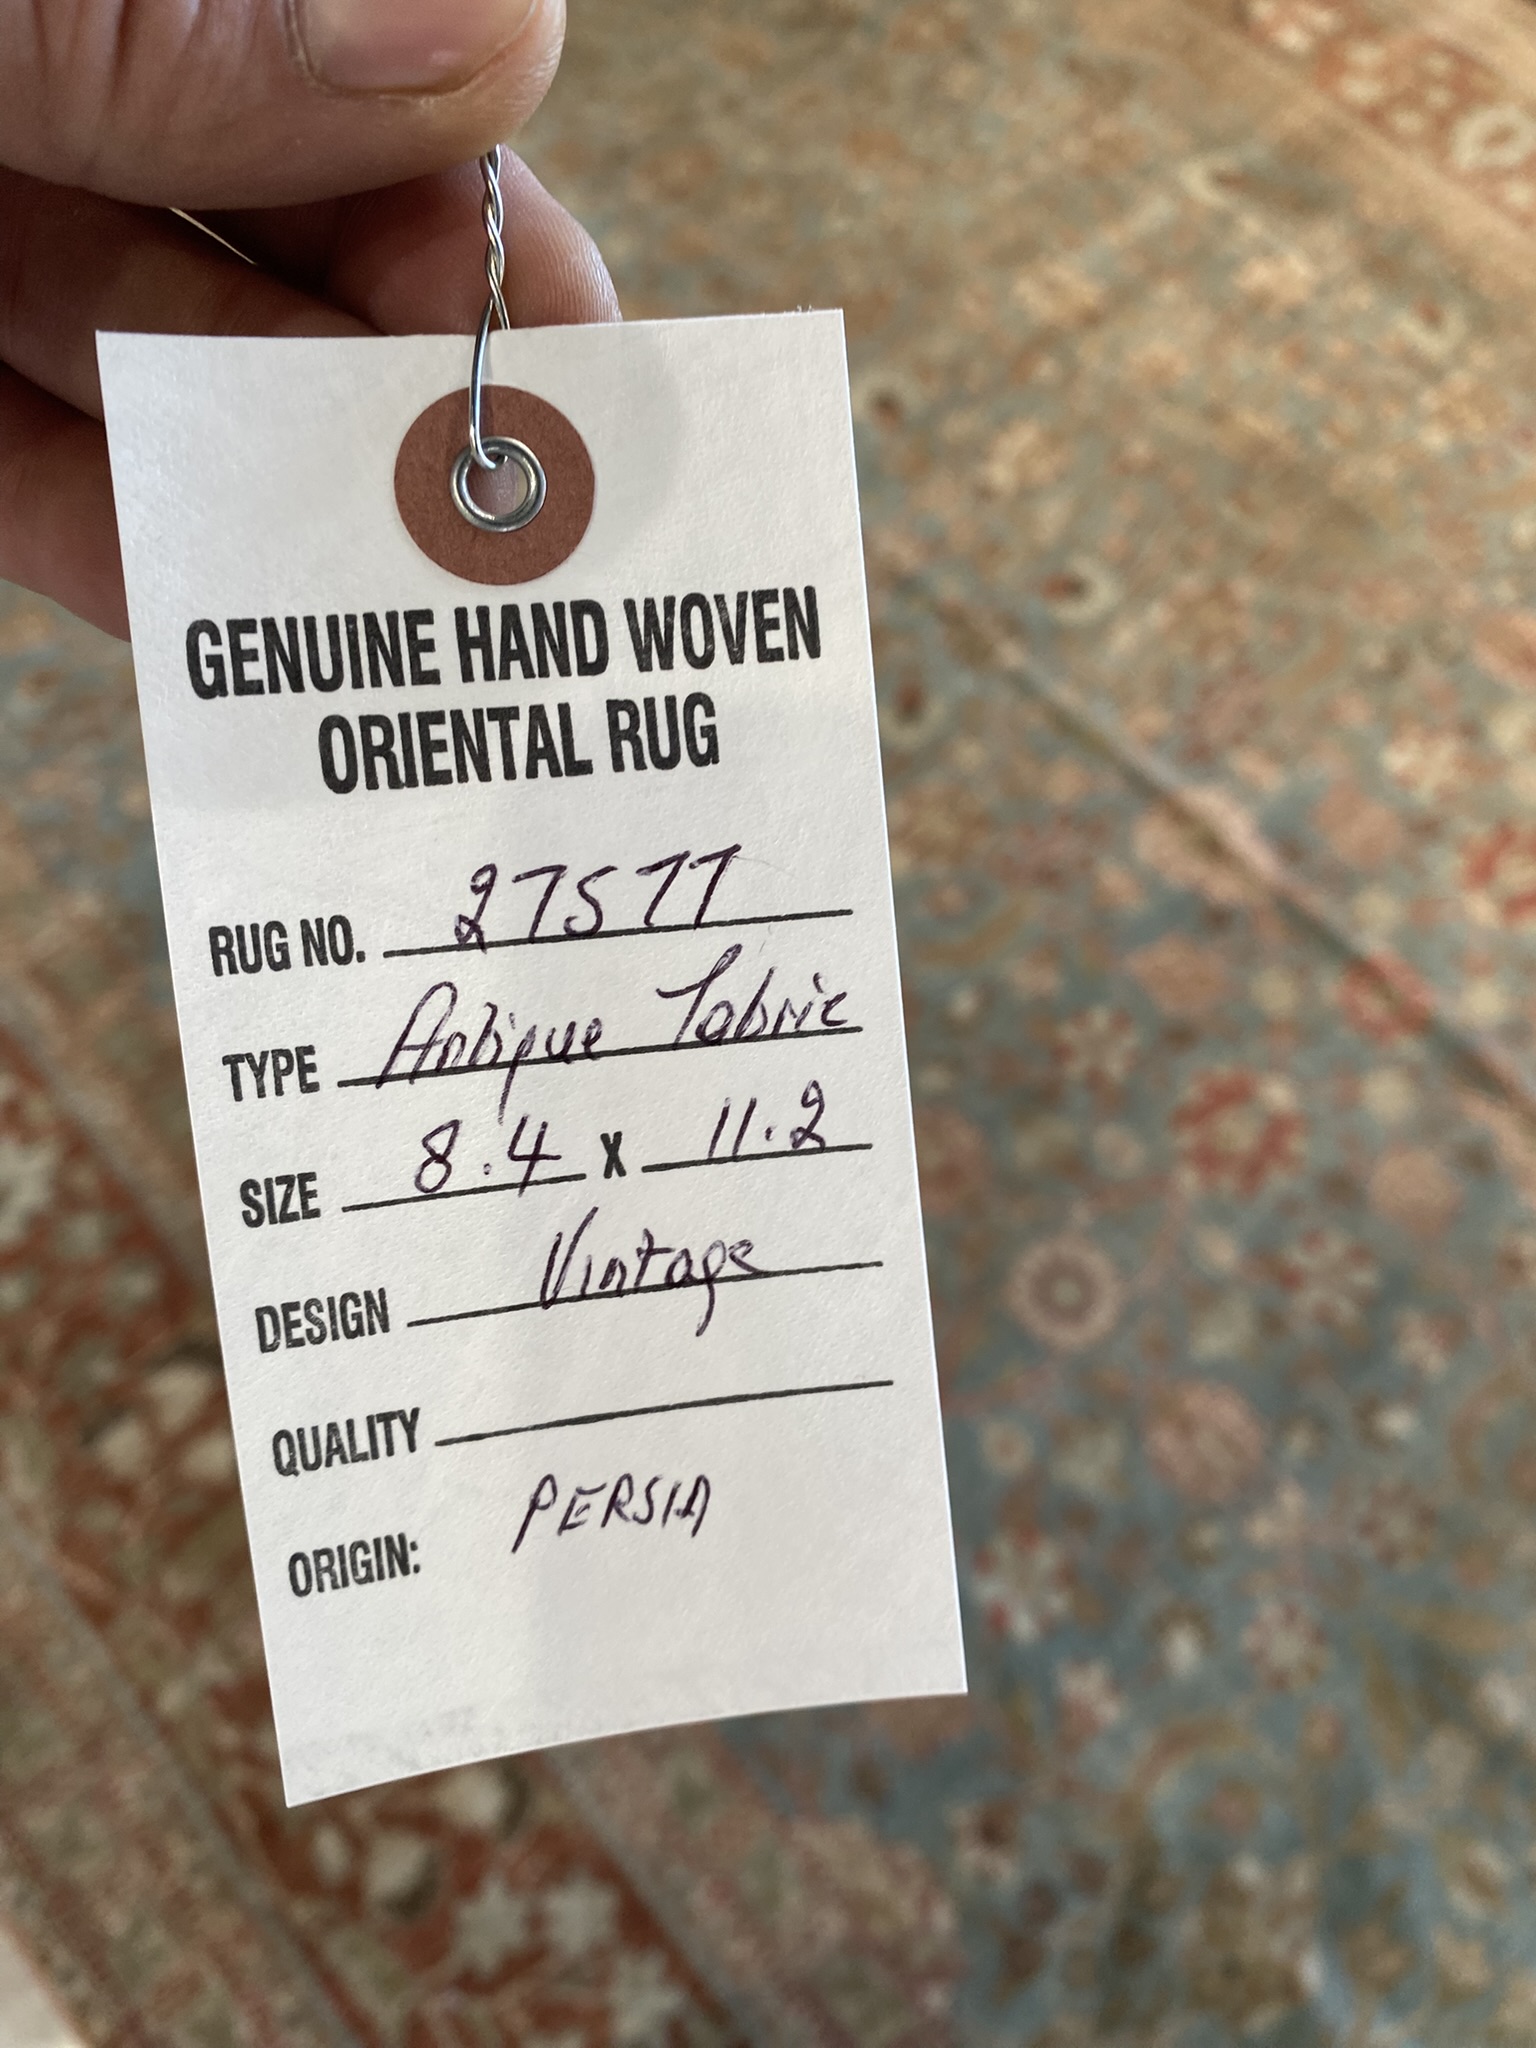 GENUINE HAND WOVEN
ORIENTAL RUG
RUG NO. 27577
TYPE Antique Tabriz
SIZE 8.4 X 11.2
DESIGN Vintage
QUALITY
ORIGIN: PERSIA